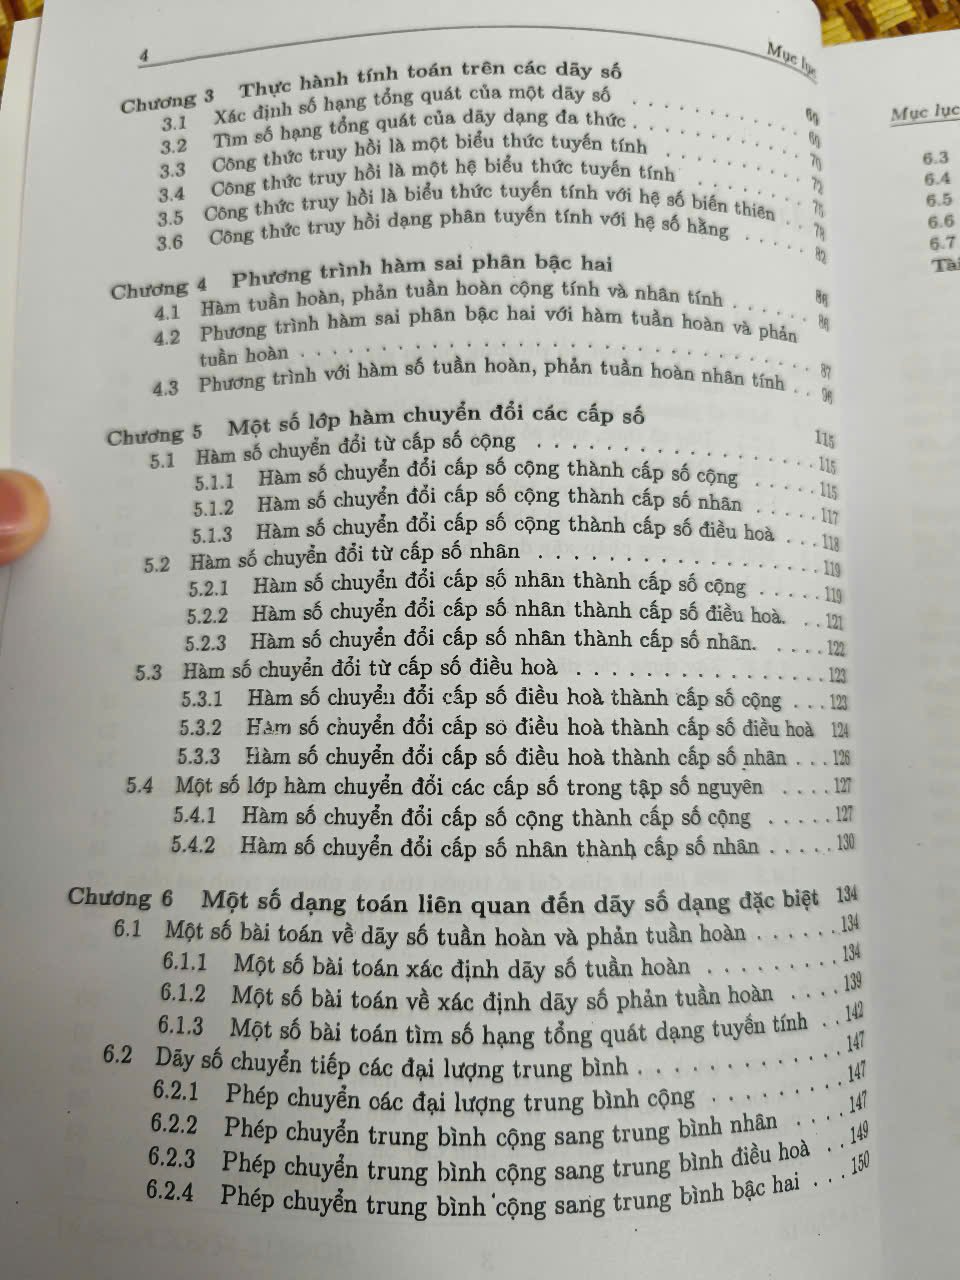 4 Mục lục
Chương 3 Thực hành tính toán trên các dãy số 69
3.1 Xác định số hạng tổng quát của một dãy số . . . . . . . . . . 69
3.2 Tìm số hạng tổng quát của dãy dạng đa thức . . . . . . . . . 70
3.3 Công thức truy hồi là một biểu thức tuyến tính . . . . . . . . 72
3.4 Công thức truy hồi là một hệ biểu thức tuyến tính . . . . . . 75
3.5 Công thức truy hồi là biểu thức tuyến tính với hệ số biến thiên . . 78
3.6 Công thức truy hồi dạng phân tuyến tính với hệ số hằng . . . . . 82
Chương 4 Phương trình hàm sai phân bậc hai 86
4.1 Hàm tuần hoàn, phản tuần hoàn cộng tính và nhân tính . . . . . 86
4.2 Phương trình hàm sai phân bậc hai với hàm tuần hoàn và phản
tuần hoàn . . . . . . . . . . . . . . . . . . . . . . . . . . . . . 87
4.3 Phương trình với hàm số tuần hoàn, phản tuần hoàn nhân tính . . 96
Chương 5 Một số lớp hàm chuyển đổi các cấp số 115
5.1 Hàm số chuyển đổi từ cấp số cộng . . . . . . . . . . . . . . . . 115
5.1.1 Hàm số chuyển đổi cấp số cộng thành cấp số cộng . . . . . 115
5.1.2 Hàm số chuyển đổi cấp số cộng thành cấp số nhân . . . . . 117
5.1.3 Hàm số chuyển đổi cấp số cộng thành cấp số điều hoà . . . 118
5.2 Hàm số chuyển đổi từ cấp số nhân . . . . . . . . . . . . . . . . 119
5.2.1 Hàm số chuyển đổi cấp số nhân thành cấp số cộng . . . . . 119
5.2.2 Hàm số chuyển đổi cấp số nhân thành cấp số điều hoà. . . 121
5.2.3 Hàm số chuyển đổi cấp số nhân thành cấp số nhân. . . . . 122
5.3 Hàm số chuyển đổi từ cấp số điều hoà . . . . . . . . . . . . . . 123
5.3.1 Hàm số chuyển đổi cấp số điều hoà thành cấp số cộng . . . 123
5.3.2 Hàm số chuyển đổi cấp số điều hoà thành cấp số điều hoà 124
5.3.3 Hàm số chuyển đổi cấp số điều hoà thành cấp số nhân . . . 126
5.4 Một số lớp hàm chuyển đổi các cấp số trong tập số nguyên . . . . 127
5.4.1 Hàm số chuyển đổi cấp số cộng thành cấp số cộng . . . . . 127
5.4.2 Hàm số chuyển đổi cấp số nhân thành cấp số nhân . . . . . 130
Chương 6 Một số dạng toán liên quan đến dãy số dạng đặc biệt 134
6.1 Một số bài toán về dãy số tuần hoàn và phản tuần hoàn . . . . . . 134
6.1.1 Một số bài toán xác định dãy số tuần hoàn . . . . . . . . . 134
6.1.2 Một số bài toán về xác định dãy số phản tuần hoàn . . . . 139
6.1.3 Một số bài toán tìm số hạng tổng quát dạng tuyến tính . . 142
6.2 Dãy số chuyển tiếp các đại lượng trung bình . . . . . . . . . . . . 147
6.2.1 Phép chuyển các đại lượng trung bình cộng . . . . . . . . . 147
6.2.2 Phép chuyển trung bình cộng sang trung bình nhân . . . . 147
6.2.3 Phép chuyển trung bình cộng sang trung bình điều hoà . . 149
6.2.4 Phép chuyển trung bình cộng sang trung bình bậc hai . . . 150
Mục lục
6.3
6.4
6.5
6.6
6.7
Tài